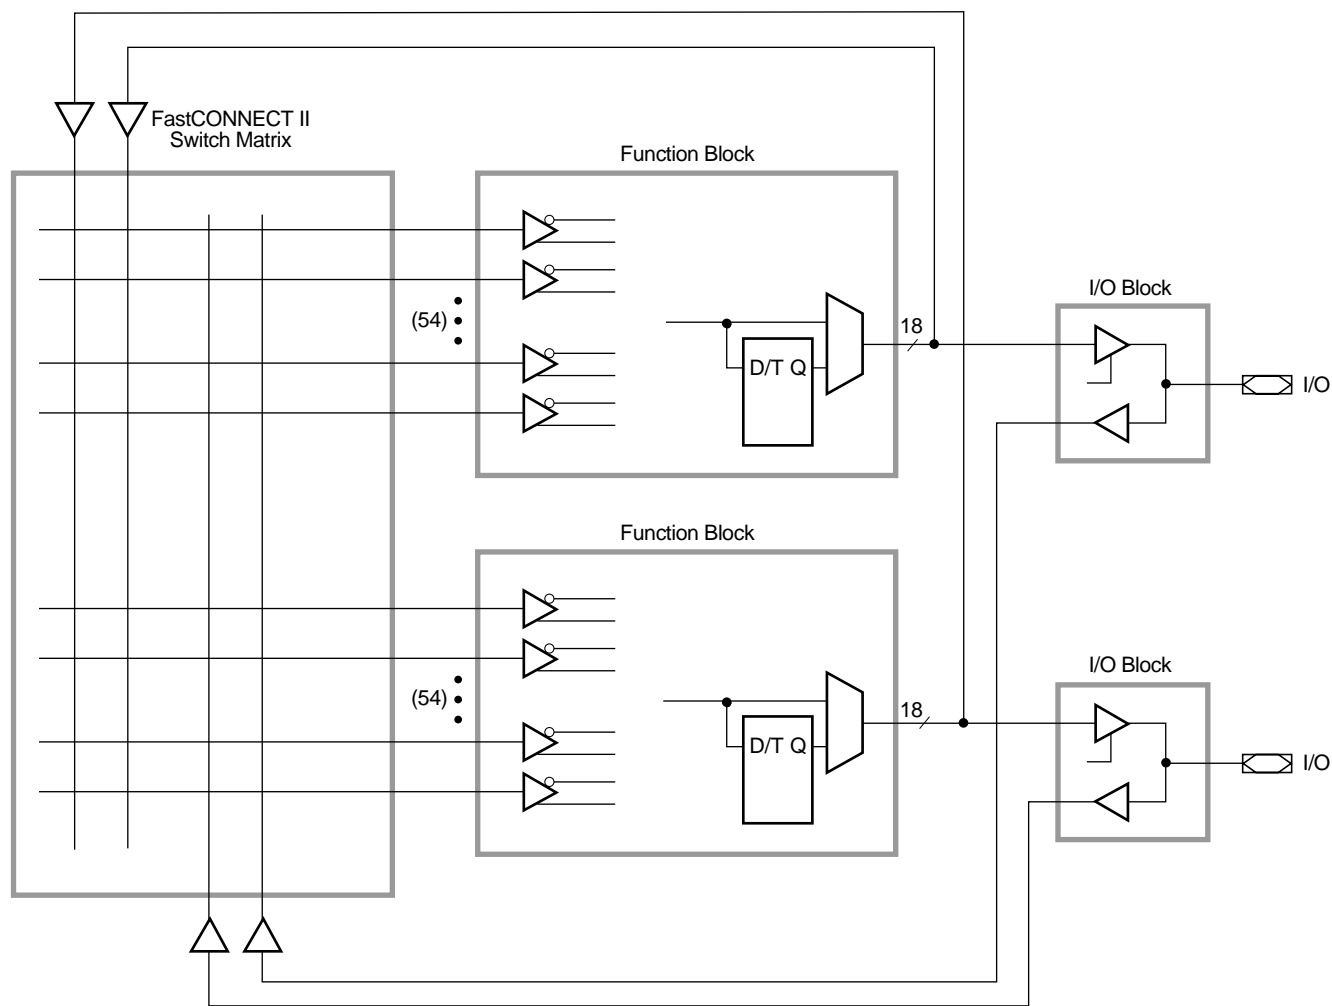 FastCONNECT II
Switch Matrix
Function Block
(54)
D/T Q
18
I/O Block
I/O
Function Block
(54)
D/T Q
18
I/O Block
I/O